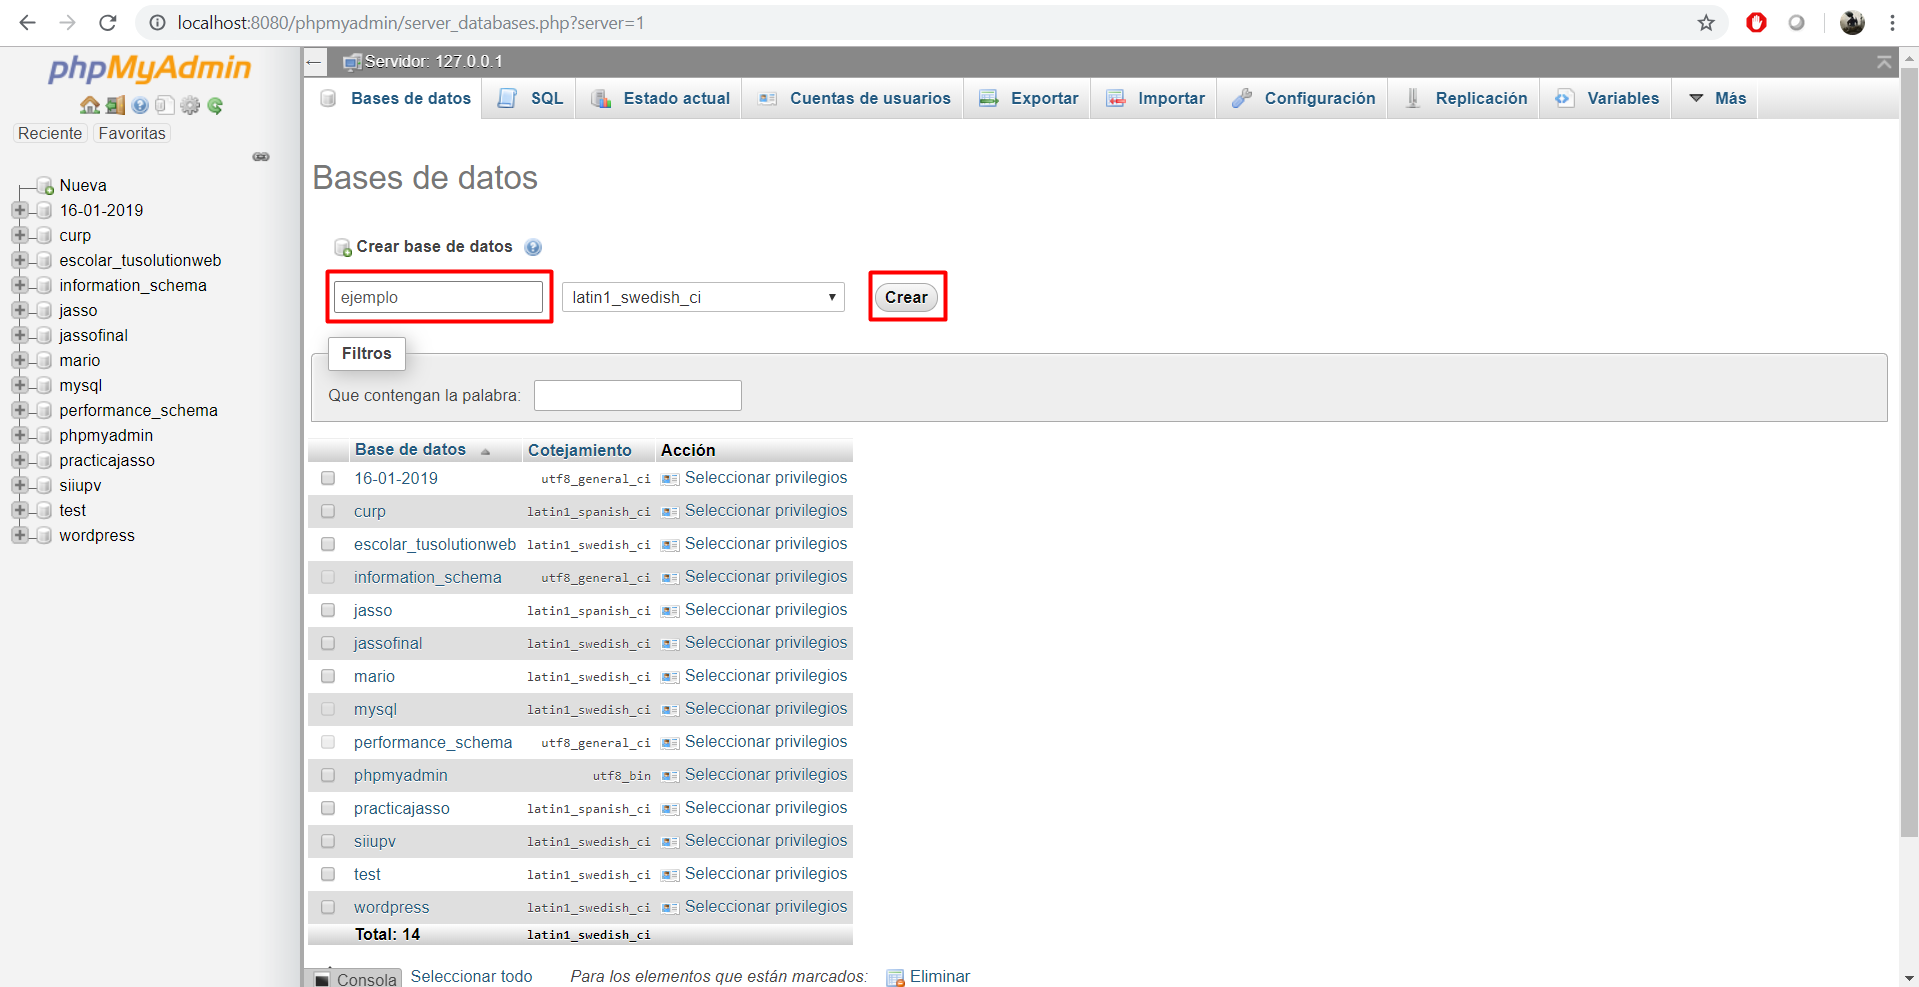 localhost:8080/phpmyadmin/server_databases.php?server=1
phpMyAdmin
Reciente Favoritas
Nueva
16-01-2019
curp
escolar_tusolutionweb
information_schema
jasso
jassofinal
mario
mysql
performance_schema
phpmyadmin
practicajasso
siiupv
test
wordpress
Servidor: 127.0.0.1
Bases de datos SQL Estado actual Cuentas de usuarios Exportar Importar Configuración Replicación Variables Más
Bases de datos
Crear base de datos
ejemplo latin1_swedish_ci Crear
Filtros
Que contengan la palabra:
Base de datos Cotejamiento Acción
16-01-2019 utf8_general_ci Seleccionar privilegios
curp latin1_spanish_ci Seleccionar privilegios
escolar_tusolutionweb latin1_swedish_ci Seleccionar privilegios
information_schema utf8_general_ci Seleccionar privilegios
jasso latin1_spanish_ci Seleccionar privilegios
jassofinal latin1_swedish_ci Seleccionar privilegios
mario latin1_swedish_ci Seleccionar privilegios
mysql latin1_swedish_ci Seleccionar privilegios
performance_schema utf8_general_ci Seleccionar privilegios
phpmyadmin utf8_bin Seleccionar privilegios
practicajasso latin1_spanish_ci Seleccionar privilegios
siiupv latin1_swedish_ci Seleccionar privilegios
test latin1_swedish_ci Seleccionar privilegios
wordpress latin1_swedish_ci Seleccionar privilegios
Total: 14 latin1_swedish_ci
Consola Seleccionar todo Para los elementos que están marcados: Eliminar